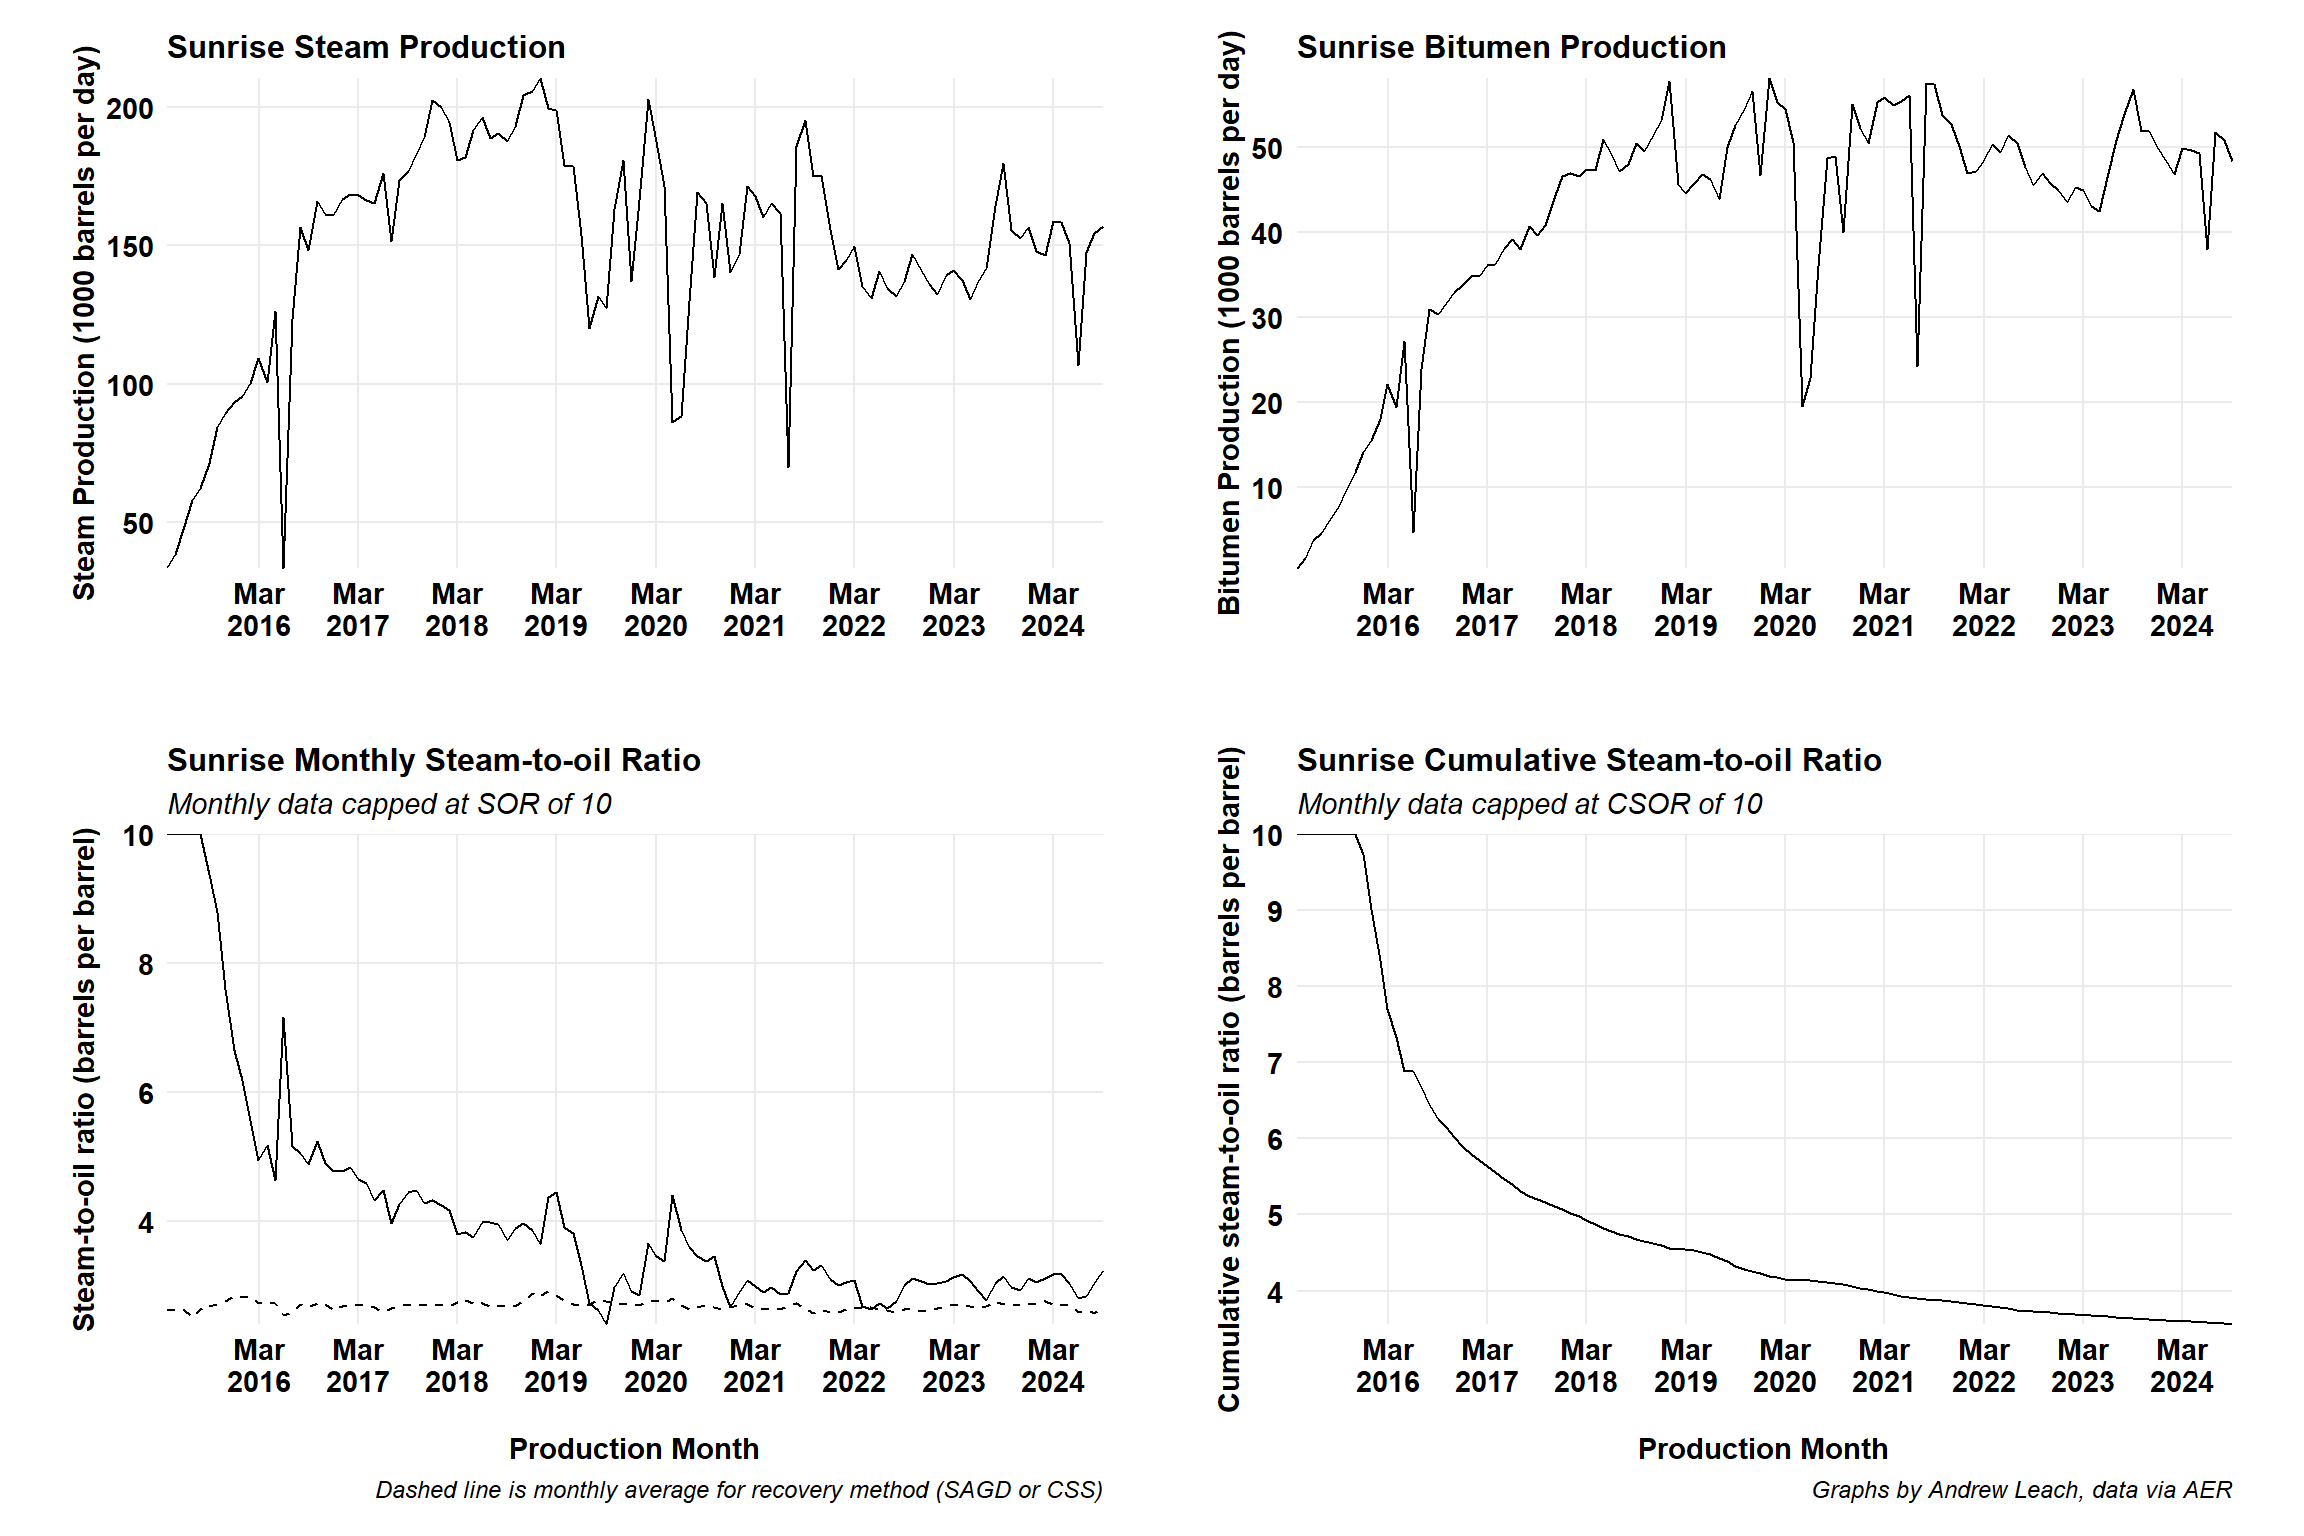 Sunrise Steam Production
Steam Production (1000 barrels per day)
200
150
100
50
Mar Mar Mar Mar Mar Mar Mar Mar Mar
2016 2017 2018 2019 2020 2021 2022 2023 2024
Sunrise Bitumen Production
Bitumen Production (1000 barrels per day)
50
40
30
20
10
Mar Mar Mar Mar Mar Mar Mar Mar Mar
2016 2017 2018 2019 2020 2021 2022 2023 2024
Sunrise Monthly Steam-to-oil Ratio
Monthly data capped at SOR of 10
Steam-to-oil ratio (barrels per barrel)
10
8
6
4
Mar Mar Mar Mar Mar Mar Mar Mar Mar
2016 2017 2018 2019 2020 2021 2022 2023 2024
Production Month
Dashed line is monthly average for recovery method (SAGD or CSS)
Sunrise Cumulative Steam-to-oil Ratio
Monthly data capped at CSOR of 10
Cumulative steam-to-oil ratio (barrels per barrel)
10
9
8
7
6
5
4
Mar Mar Mar Mar Mar Mar Mar Mar Mar
2016 2017 2018 2019 2020 2021 2022 2023 2024
Production Month
Graphs by Andrew Leach, data via AER